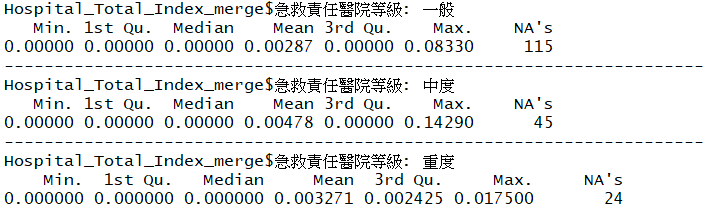 Hospital_Total_Index_merge$急救責任醫院等級: 一般
   Min. 1st Qu.  Median    Mean 3rd Qu.    Max.    NA's
0.00000 0.00000 0.00000 0.00287 0.00000 0.08330     115
------------------------------------------------------------------------
Hospital_Total_Index_merge$急救責任醫院等級: 中度
   Min. 1st Qu.  Median    Mean 3rd Qu.    Max.    NA's
0.00000 0.00000 0.00000 0.00478 0.00000 0.14290      45
------------------------------------------------------------------------
Hospital_Total_Index_merge$急救責任醫院等級: 重度
    Min.  1st Qu.   Median     Mean  3rd Qu.     Max.     NA's
0.000000 0.000000 0.000000 0.003271 0.002425 0.017500       24